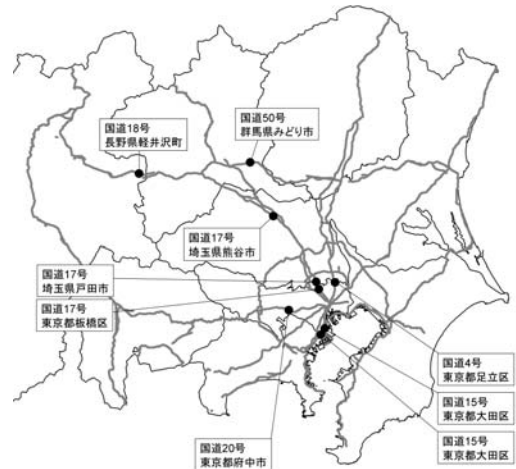 国道50号
群馬県みどり市
国道18号
長野県軽井沢町
国道17号
埼玉県熊谷市
国道17号
埼玉県戸田市
国道17号
東京都板橋区
国道4号
東京都足立区
国道15号
東京都大田区
国道15号
東京都大田区
国道20号
東京都府中市